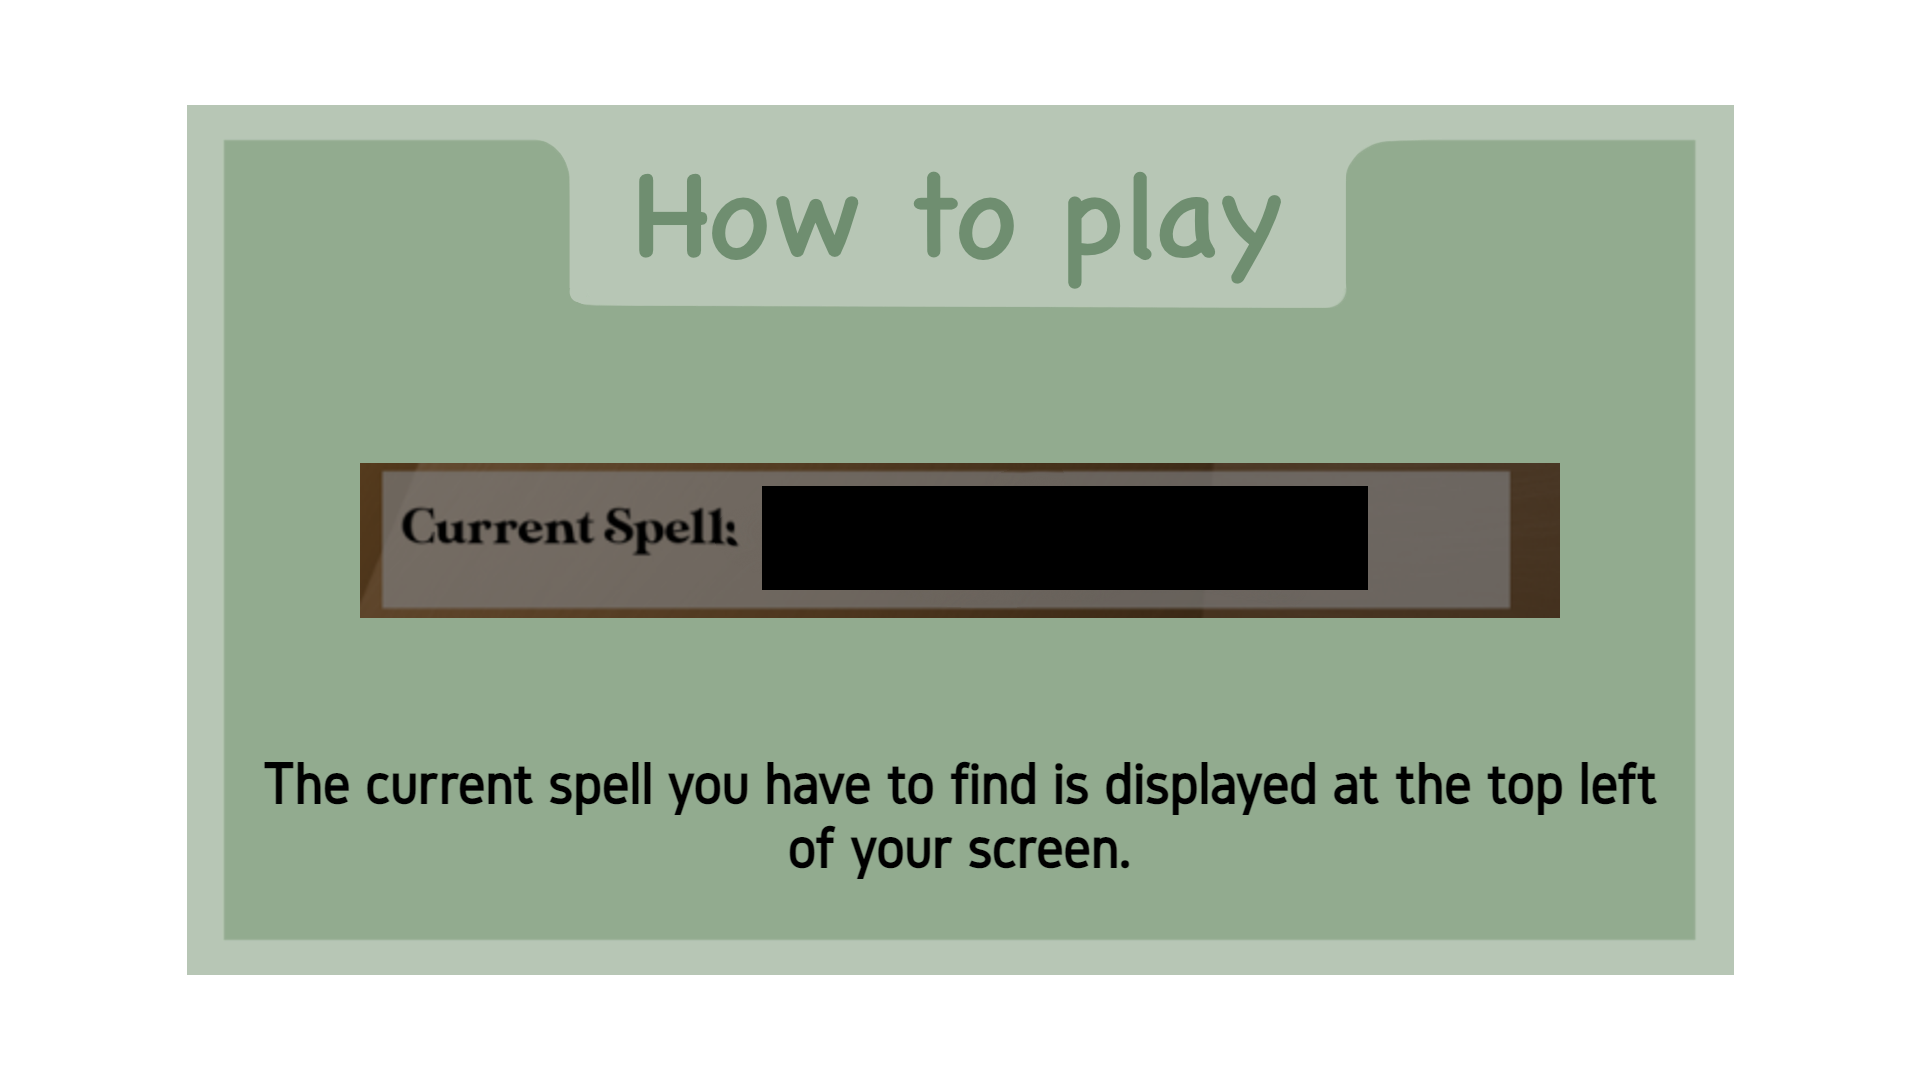 How to play
Current Spell:
The current spell you have to find is displayed at the top left
of your screen.